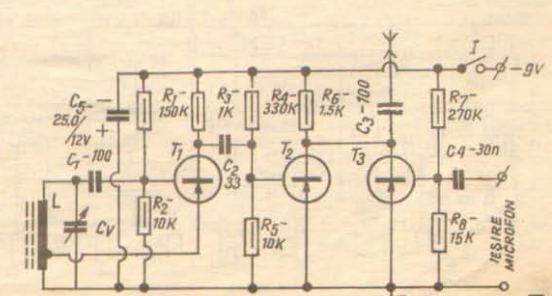 I
-9V
C5-
25,0/12V
-
+
R1-
150K
R3-
1K
R4-
330K
R6-
1,5K
C3-100
R7-
270K
C1-100
T1
C2
33
T2
T3
C4-30n
L
CV
R2-
10K
R5-
10K
R8-
15K
IEȘIRE
MICROFON